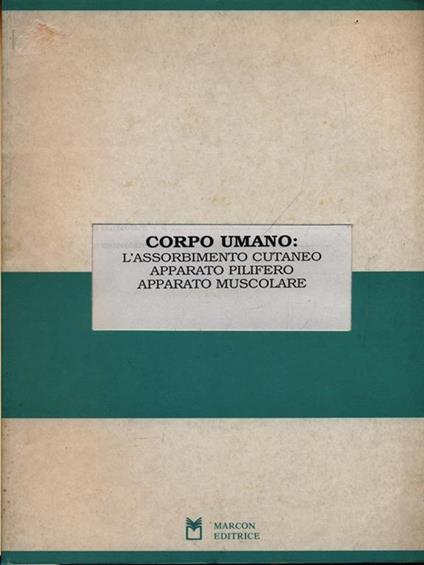 CORPO UMANO:
L'ASSORBIMENTO CUTANEO
APPARATO PILIFERO
APPARATO MUSCOLARE
MARCON
EDITRICE